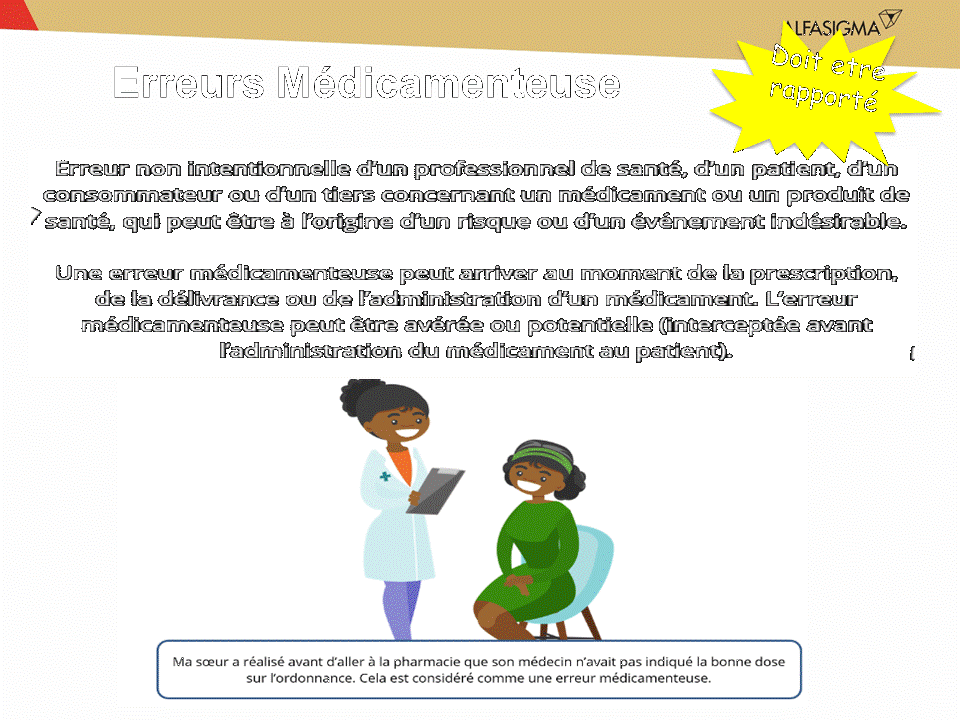 ALFASIGMA
Doit etre
rapporté
Erreurs Médicamenteuse
Erreur non intentionnelle d'un professionnel de santé, d'un patient, d'un
consommateur ou d'un tiers concernant un médicament ou un produit de
santé, qui peut être à l'origine d'un risque ou d'un événement indésirable.
Une erreur médicamenteuse peut arriver au moment de la prescription,
de la délivrance ou de l'administration d'un médicament. L'erreur
médicamenteuse peut être avérée ou potentielle (interceptée avant
l'administration du médicament au patient).
Ma sœur a réalisé avant d'aller à la pharmacie que son médecin n'avait pas indiqué la bonne dose
sur l'ordonnance. Cela est considéré comme une erreur médicamenteuse.